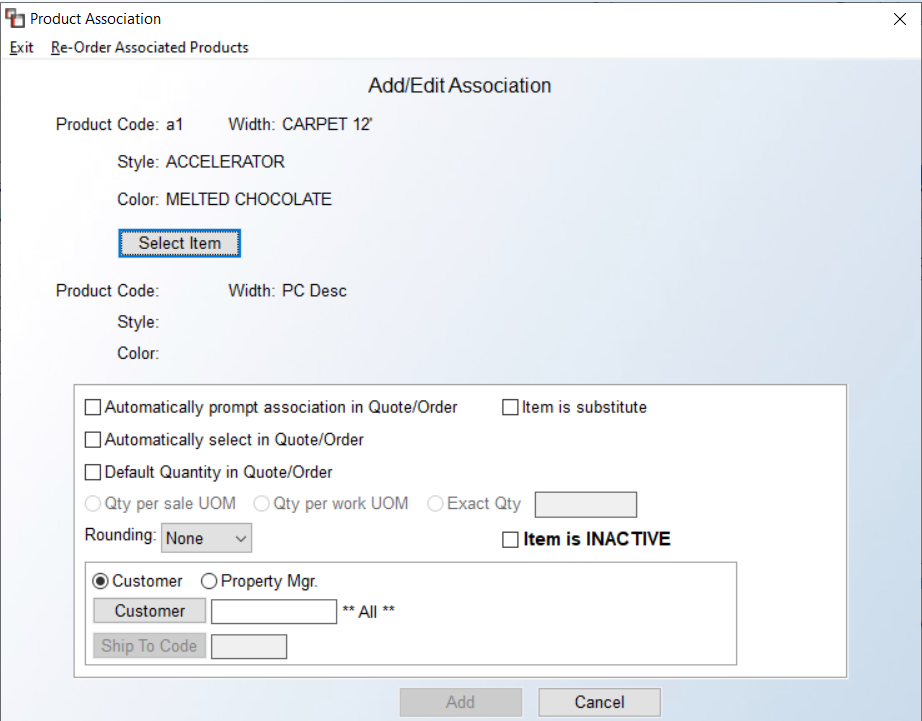 Product Association
Exit Re-Order Associated Products
Add/Edit Association
Product Code: a1 Width: CARPET 12'
Style: ACCELERATOR
Color: MELTED CHOCOLATE
Select Item
Product Code: Width: PC Desc
Style:
Color:
Automatically prompt association in Quote/Order Item is substitute
Automatically select in Quote/Order
Default Quantity in Quote/Order
Qty per sale UOM Qty per work UOM Exact Qty
Rounding: None Item is INACTIVE
Customer Property Mgr.
Customer ** All **
Ship To Code
Add Cancel